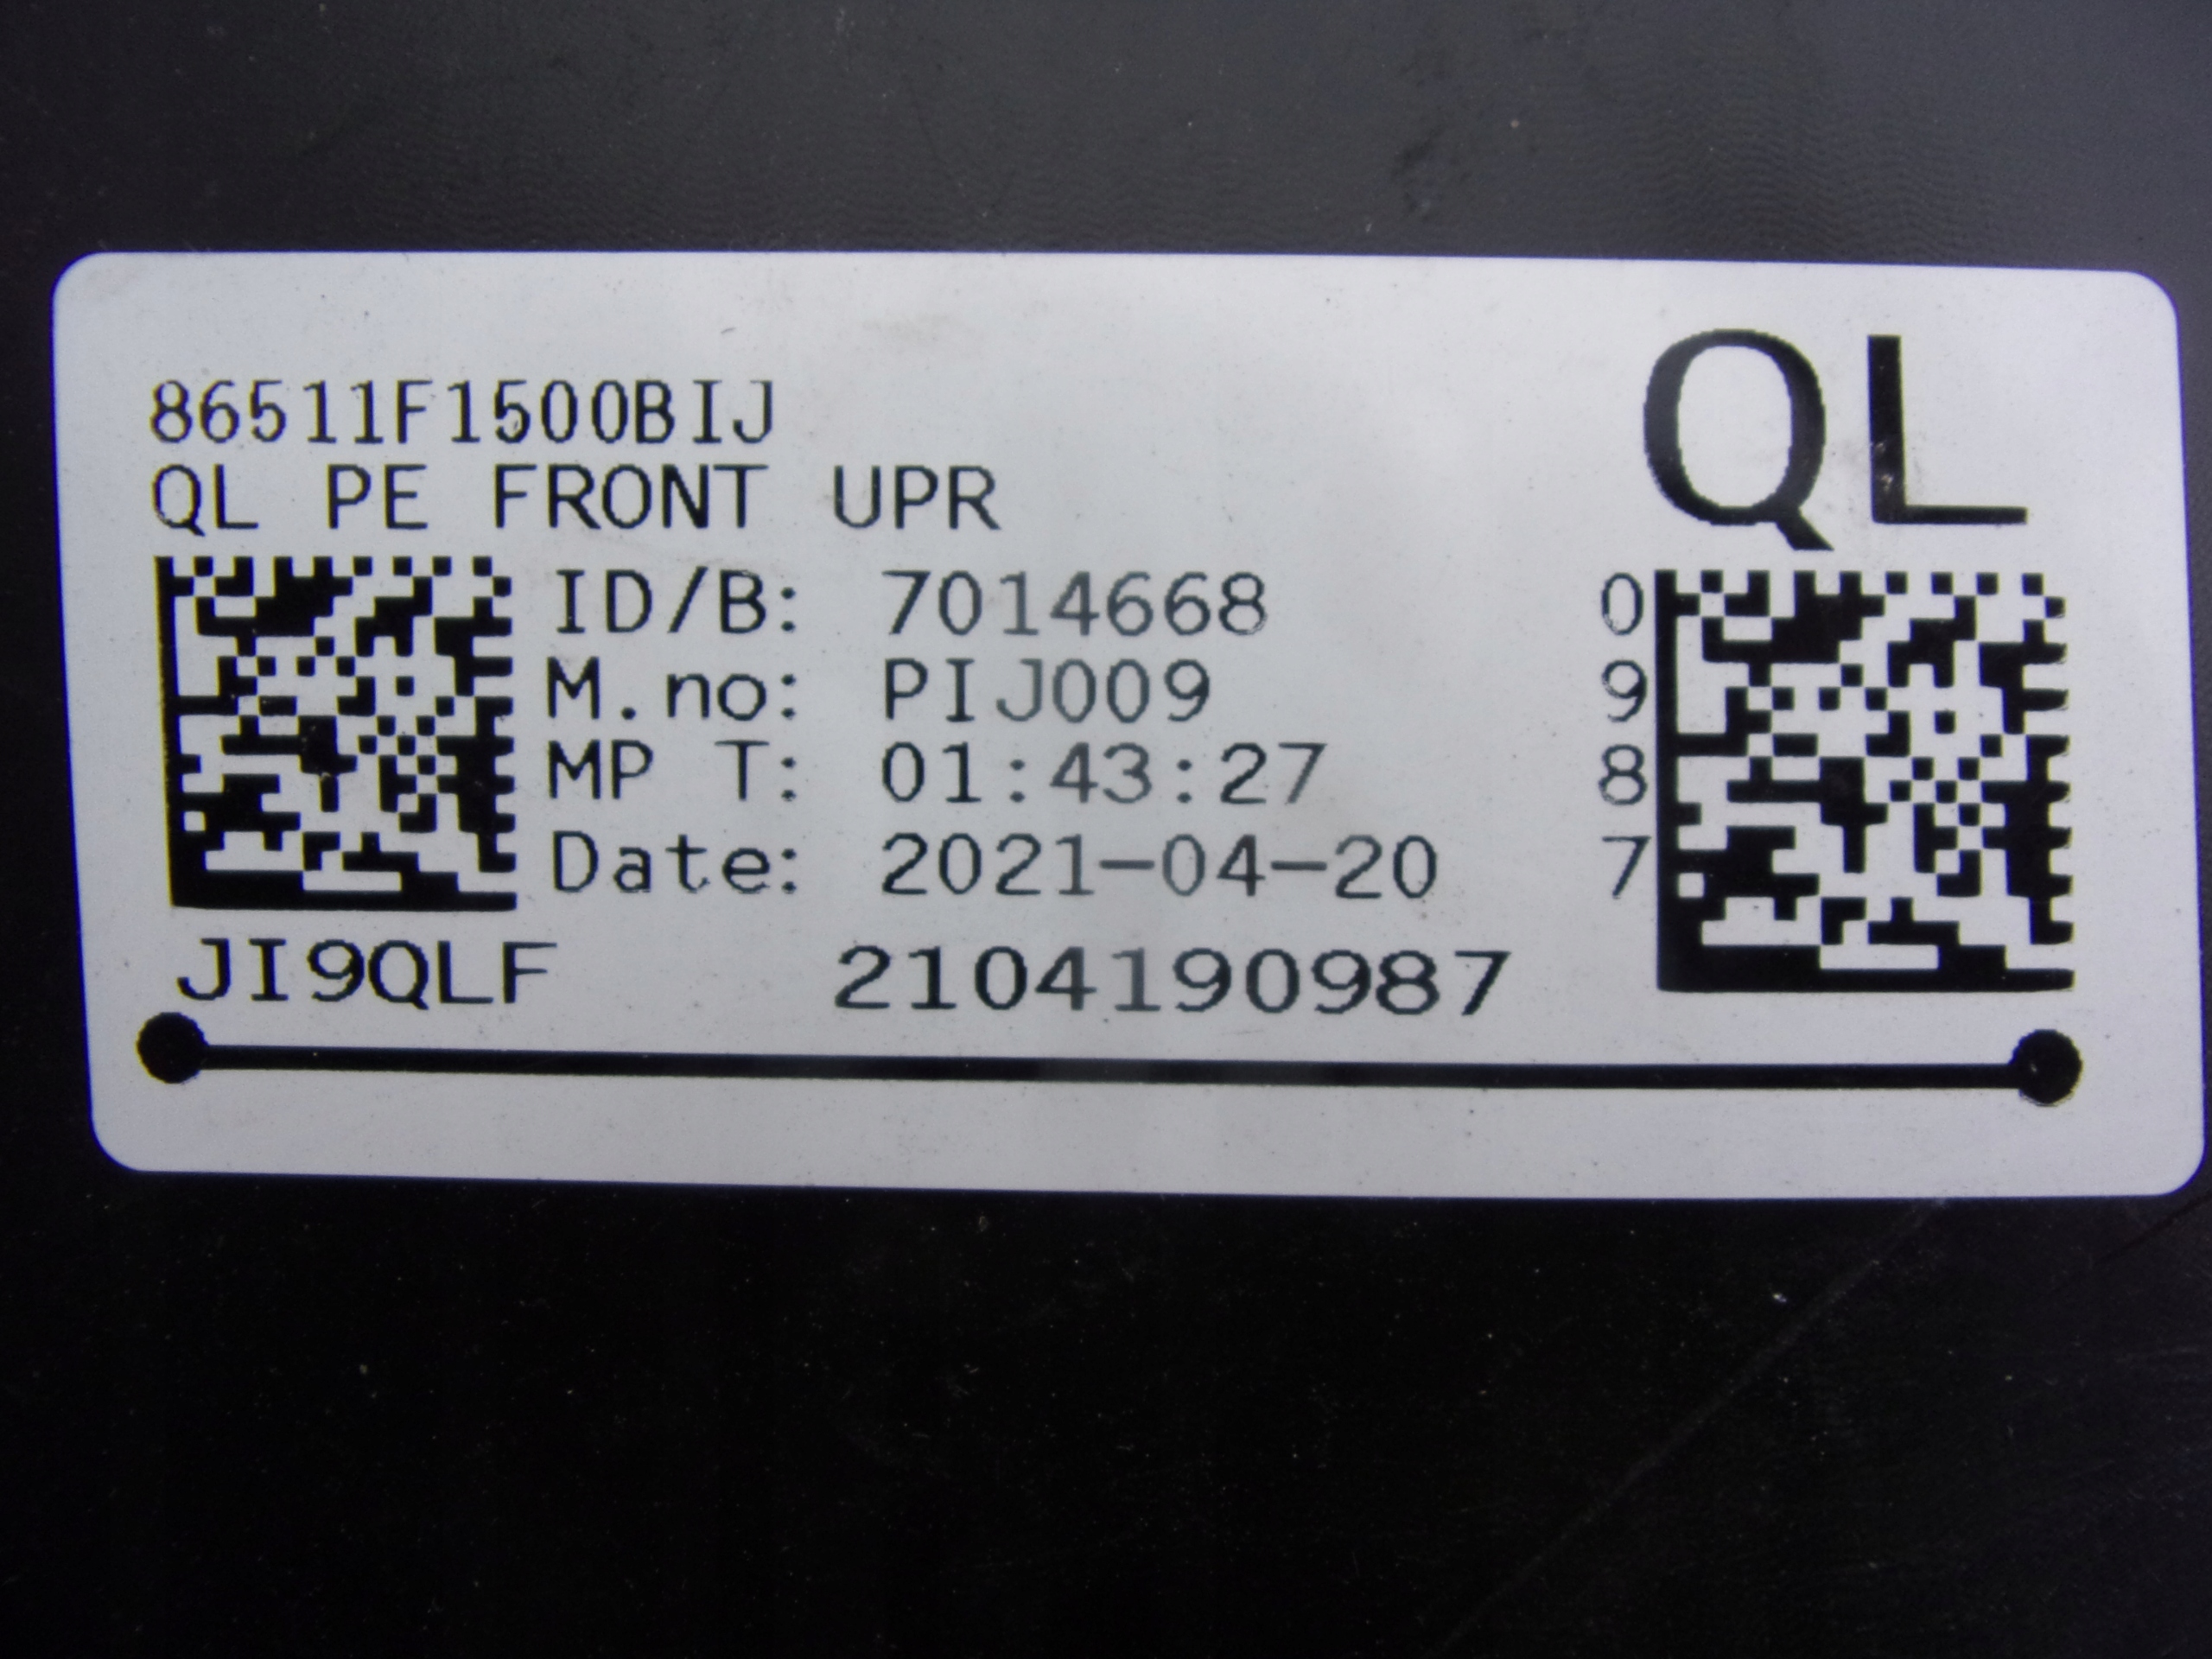 QL
86511F1500BIJ
QL PE FRONT UPR
ID/B: 7014668
M.no: PIJ009
MP T: 01:43:27
Date: 2021-04-20
0
9
8
7
JI9QLF 2104190987